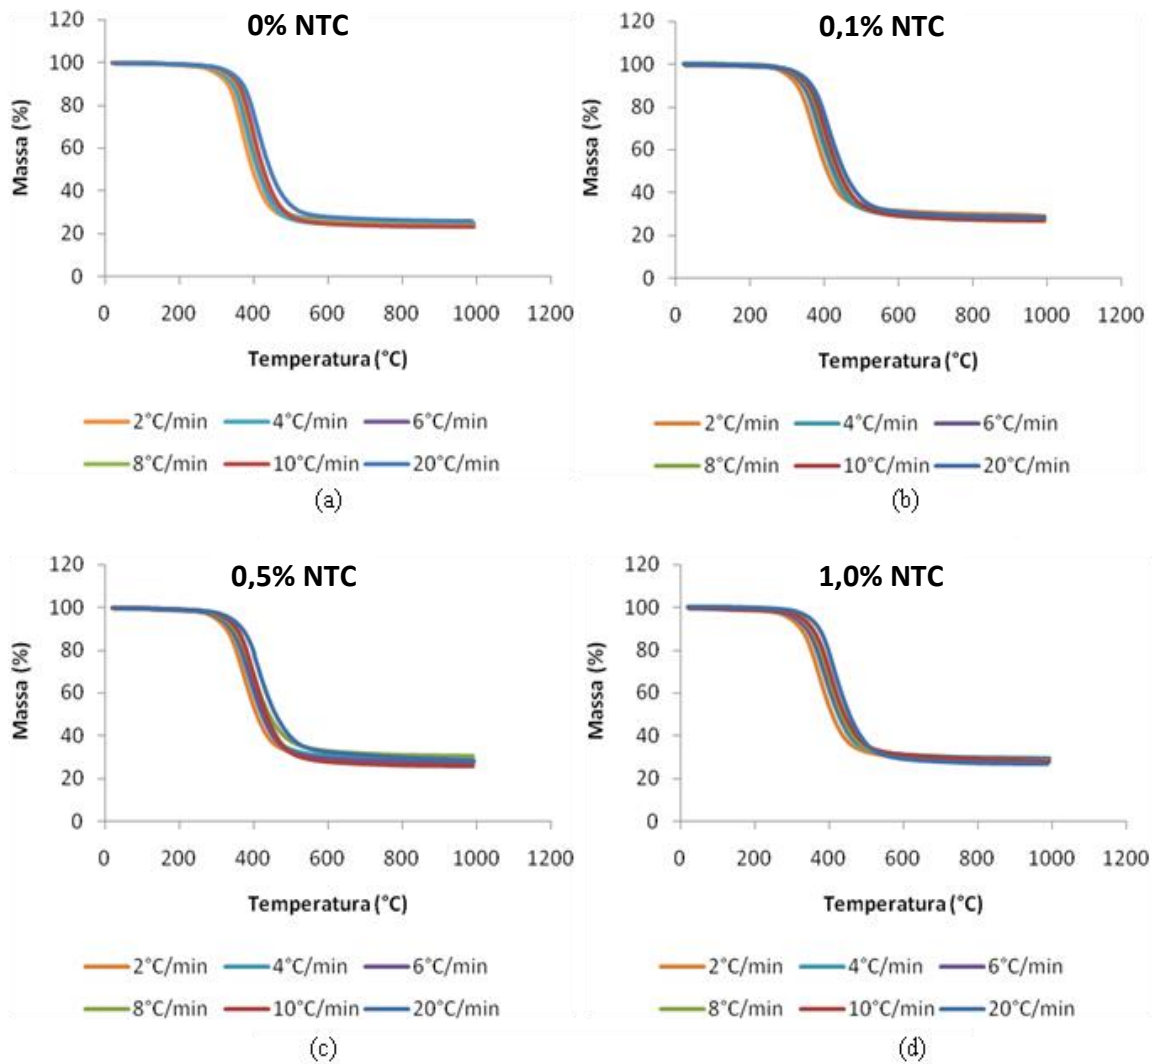 0% NTC
120
100
80
60
40
20
0
Massa (%)
0 200 400 600 800 1000 1200
Temperatura (°C)
2°C/min 4°C/min 6°C/min
8°C/min 10°C/min 20°C/min
(a)
0,1% NTC
120
100
80
60
40
20
0
Massa (%)
0 200 400 600 800 1000 1200
Temperatura (°C)
2°C/min 4°C/min 6°C/min
8°C/min 10°C/min 20°C/min
(b)
0,5% NTC
120
100
80
60
40
20
0
Massa (%)
0 200 400 600 800 1000 1200
Temperatura (°C)
2°C/min 4°C/min 6°C/min
8°C/min 10°C/min 20°C/min
(c)
1,0% NTC
120
100
80
60
40
20
0
Massa (%)
0 200 400 600 800 1000 1200
Temperatura (°C)
2°C/min 4°C/min 6°C/min
8°C/min 10°C/min 20°C/min
(d)